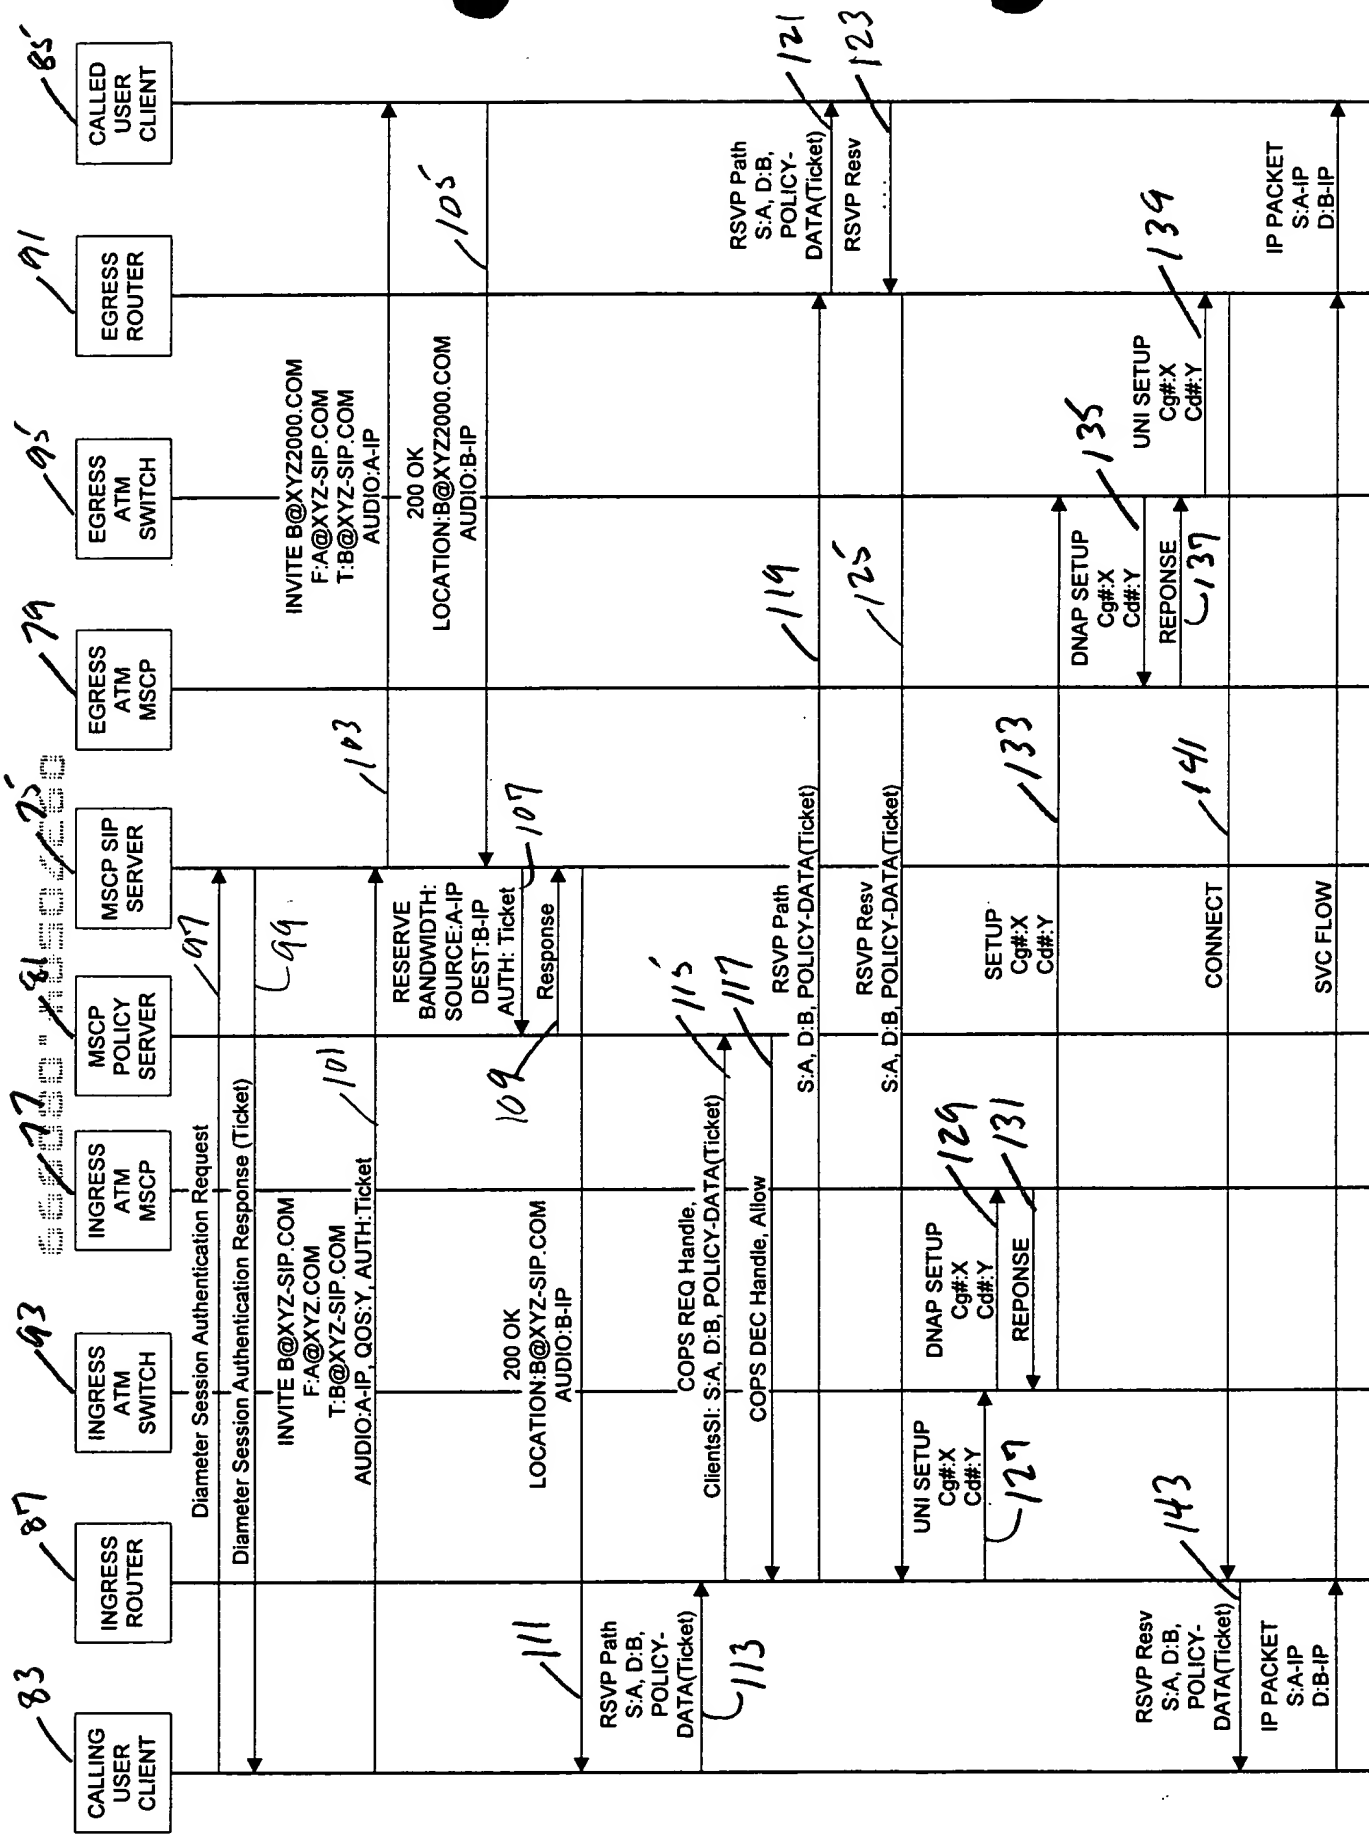 83
CALLING
USER
CLIENT
87
INGRESS
ROUTER
93
INGRESS
ATM
SWITCH
77
INGRESS
ATM
MSCP
81
MSCP
POLICY
SERVER
75
MSCP SIP
SERVER
79
EGRESS
ATM
MSCP
95
EGRESS
ATM
SWITCH
91
EGRESS
ROUTER
85
CALLED
USER
CLIENT
Diameter Session Authentication Request
97
Diameter Session Authentication Response (Ticket)
99
INVITE B@XYZ-SIP.COM
F:A@XYZ.COM
T:B@XYZ-SIP.COM
AUDIO:A-IP, QOS:Y, AUTH:Ticket
101
INVITE B@XYZ2000.COM
F:A@XYZ-SIP.COM
T:B@XYZ-SIP.COM
AUDIO:A-IP
103
200 OK
LOCATION:B@XYZ2000.COM
AUDIO:B-IP
105
RESERVE
BANDWIDTH:
SOURCE:A-IP
DEST:B-IP
AUTH: Ticket
107
Response
109
200 OK
LOCATION:B@XYZ-SIP.COM
AUDIO:B-IP
111
RSVP Path
S:A, D:B,
POLICY-
DATA(Ticket)
113
COPS REQ Handle,
ClientsSI: S:A, D:B, POLICY-DATA(Ticket)
115
COPS DEC Handle, Allow
117
RSVP Path
S:A, D:B, POLICY-DATA(Ticket)
119
RSVP Path
S:A, D:B,
POLICY-
DATA(Ticket)
121
RSVP Resv
123
RSVP Resv
S:A, D:B, POLICY-DATA(Ticket)
125
UNI SETUP
Cg#:X
Cd#:Y
127
DNAP SETUP
Cg#:X
Cd#:Y
129
REPONSE
131
SETUP
Cg#:X
Cd#:Y
133
DNAP SETUP
Cg#:X
Cd#:Y
135
REPONSE
137
UNI SETUP
Cg#:X
Cd#:Y
139
CONNECT
141
RSVP Resv
S:A, D:B,
POLICY-
DATA(Ticket)
143
IP PACKET
S:A-IP
D:B-IP
SVC FLOW
IP PACKET
S:A-IP
D:B-IP